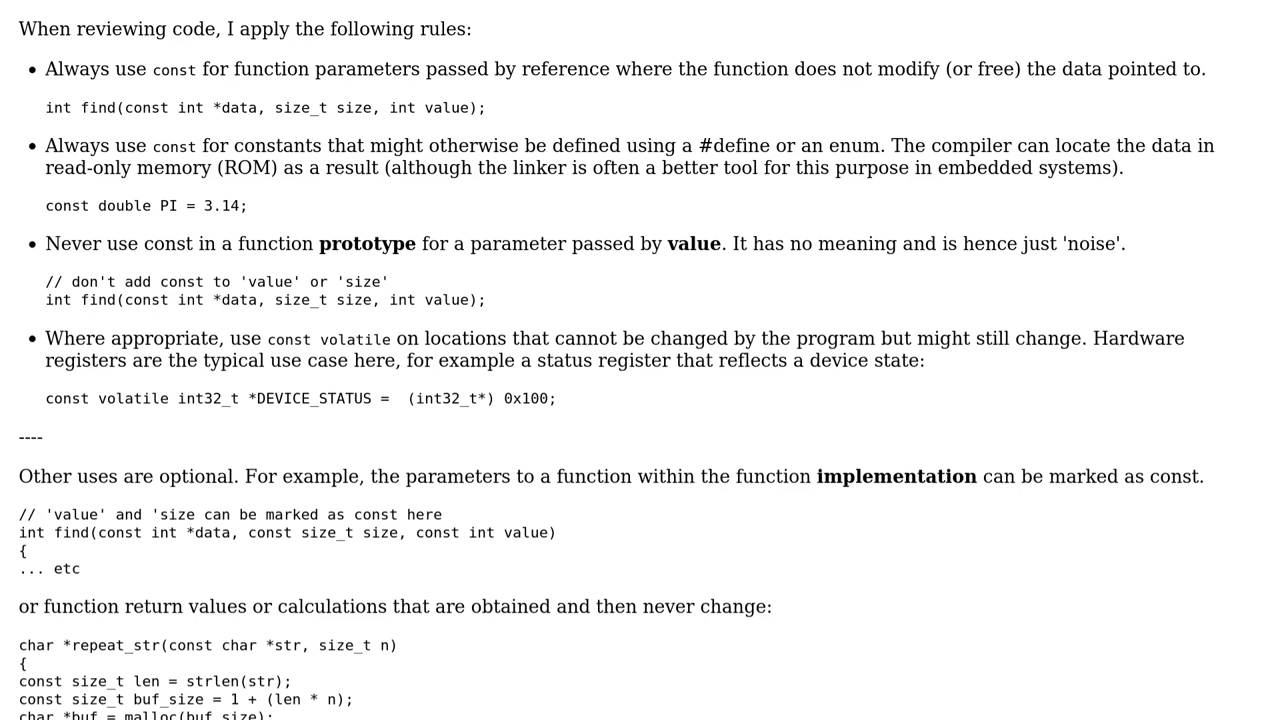 When reviewing code, I apply the following rules:
• Always use const for function parameters passed by reference where the function does not modify (or free) the data pointed to.
int find(const int *data, size_t size, int value);
• Always use const for constants that might otherwise be defined using a #define or an enum. The compiler can locate the data in
read-only memory (ROM) as a result (although the linker is often a better tool for this purpose in embedded systems).
const double PI = 3.14;
• Never use const in a function prototype for a parameter passed by value. It has no meaning and is hence just 'noise'.
// don't add const to 'value' or 'size'
int find(const int *data, size_t size, int value);
• Where appropriate, use const volatile on locations that cannot be changed by the program but might still change. Hardware
registers are the typical use case here, for example a status register that reflects a device state:
const volatile int32_t *DEVICE_STATUS =  (int32_t*) 0x100;
----
Other uses are optional. For example, the parameters to a function within the function implementation can be marked as const.
// 'value' and 'size can be marked as const here
int find(const int *data, const size_t size, const int value)
{
... etc
or function return values or calculations that are obtained and then never change:
char *repeat_str(const char *str, size_t n)
{
const size_t len = strlen(str);
const size_t buf_size = 1 + (len * n);
char *buf = malloc(buf_size);